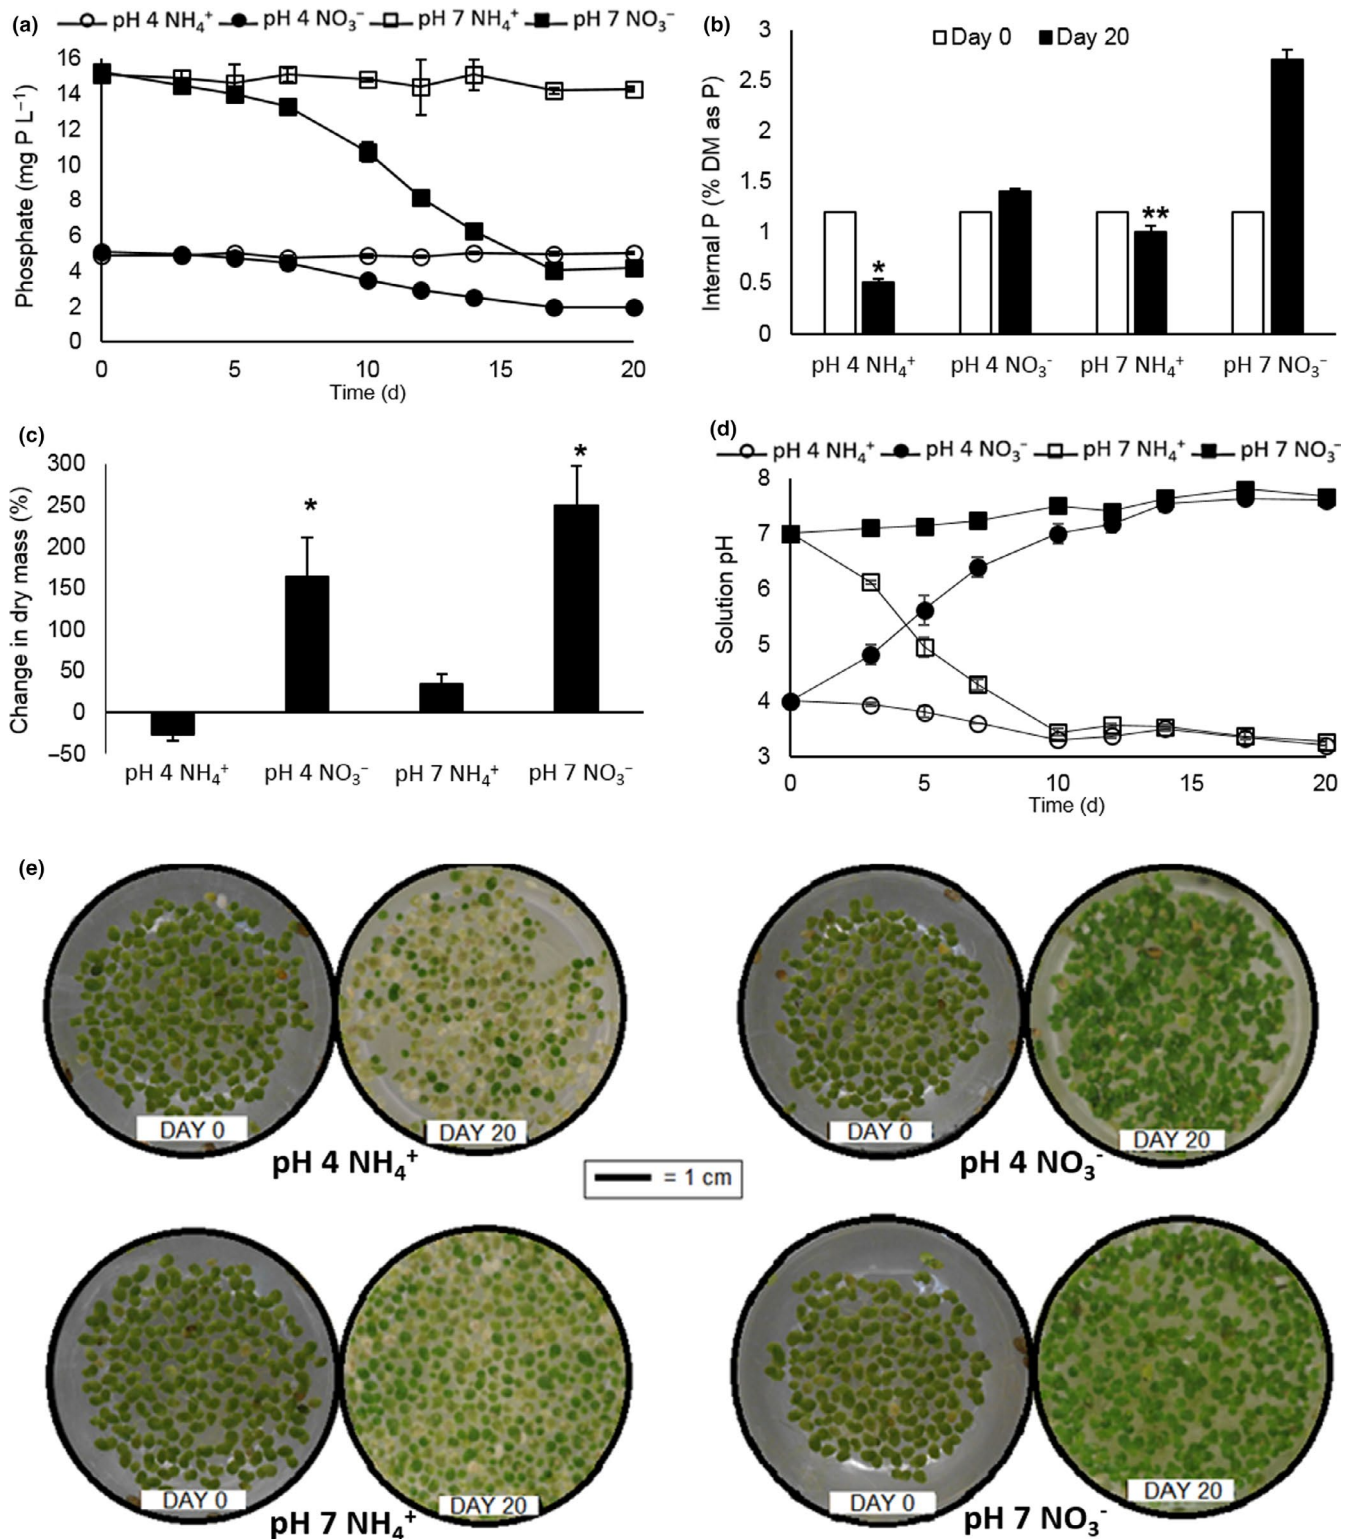 (a)
pH 4 NH₄⁺ pH 4 NO₃⁻ pH 7 NH₄⁺ pH 7 NO₃⁻
Phosphate (mg P L⁻¹)
16
14
12
10
8
6
4
2
0
0 5 10 15 20
Time (d)
(b)
Day 0 Day 20
Internal P (% DM as P)
3
2.5
2
1.5
1
0.5
0
* **
pH 4 NH₄⁺ pH 4 NO₃⁻ pH 7 NH₄⁺ pH 7 NO₃⁻
(c)
Change in dry mass (%)
300
250
200
150
100
50
0
−50
* *
pH 4 NH₄⁺ pH 4 NO₃⁻ pH 7 NH₄⁺ pH 7 NO₃⁻
(d)
pH 4 NH₄⁺ pH 4 NO₃⁻ pH 7 NH₄⁺ pH 7 NO₃⁻
Solution pH
8
7
6
5
4
3
0 5 10 15 20
Time (d)
(e)
DAY 0 DAY 20
pH 4 NH₄⁺
DAY 0 DAY 20
pH 4 NO₃⁻
= 1 cm
DAY 0 DAY 20
pH 7 NH₄⁺
DAY 0 DAY 20
pH 7 NO₃⁻